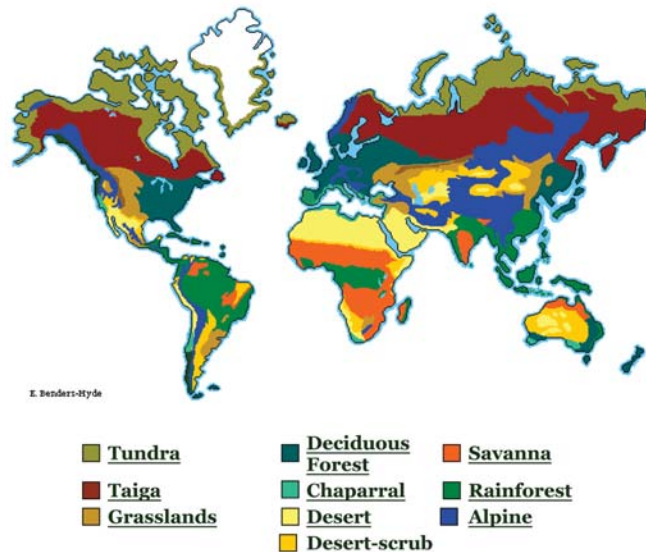 E. Benders-Hyde
Tundra
Deciduous
Forest
Savanna
Taiga
Chaparral
Rainforest
Grasslands
Desert
Alpine
Desert-scrub